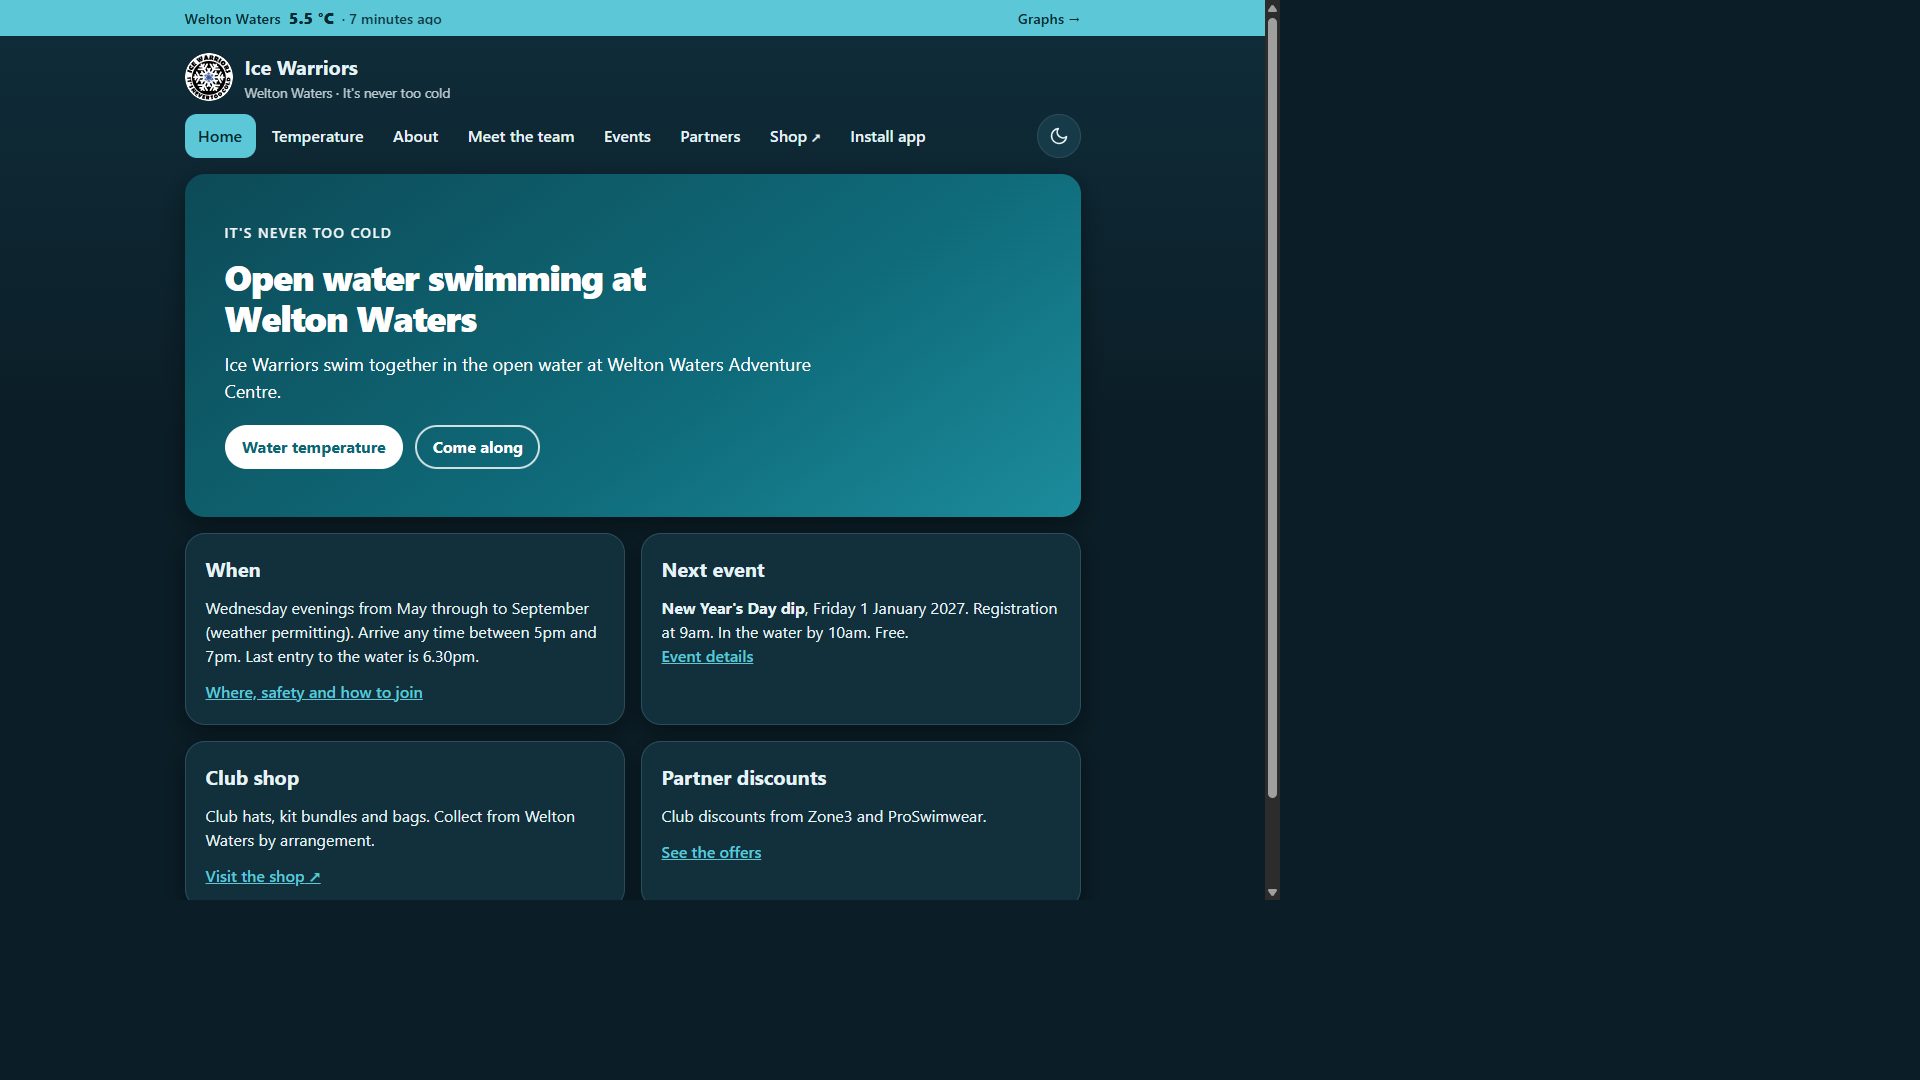 Welton Waters 5.5 °C · 7 minutes ago
Graphs →
Ice Warriors
Welton Waters · It's never too cold
Home Temperature About Meet the team Events Partners Shop ↗ Install app
IT'S NEVER TOO COLD
Open water swimming at
Welton Waters
Ice Warriors swim together in the open water at Welton Waters Adventure
Centre.
Water temperature Come along
When
Wednesday evenings from May through to September
(weather permitting). Arrive any time between 5pm and
7pm. Last entry to the water is 6.30pm.
Where, safety and how to join
Next event
New Year's Day dip, Friday 1 January 2027. Registration
at 9am. In the water by 10am. Free.
Event details
Club shop
Club hats, kit bundles and bags. Collect from Welton
Waters by arrangement.
Visit the shop ↗
Partner discounts
Club discounts from Zone3 and ProSwimwear.
See the offers